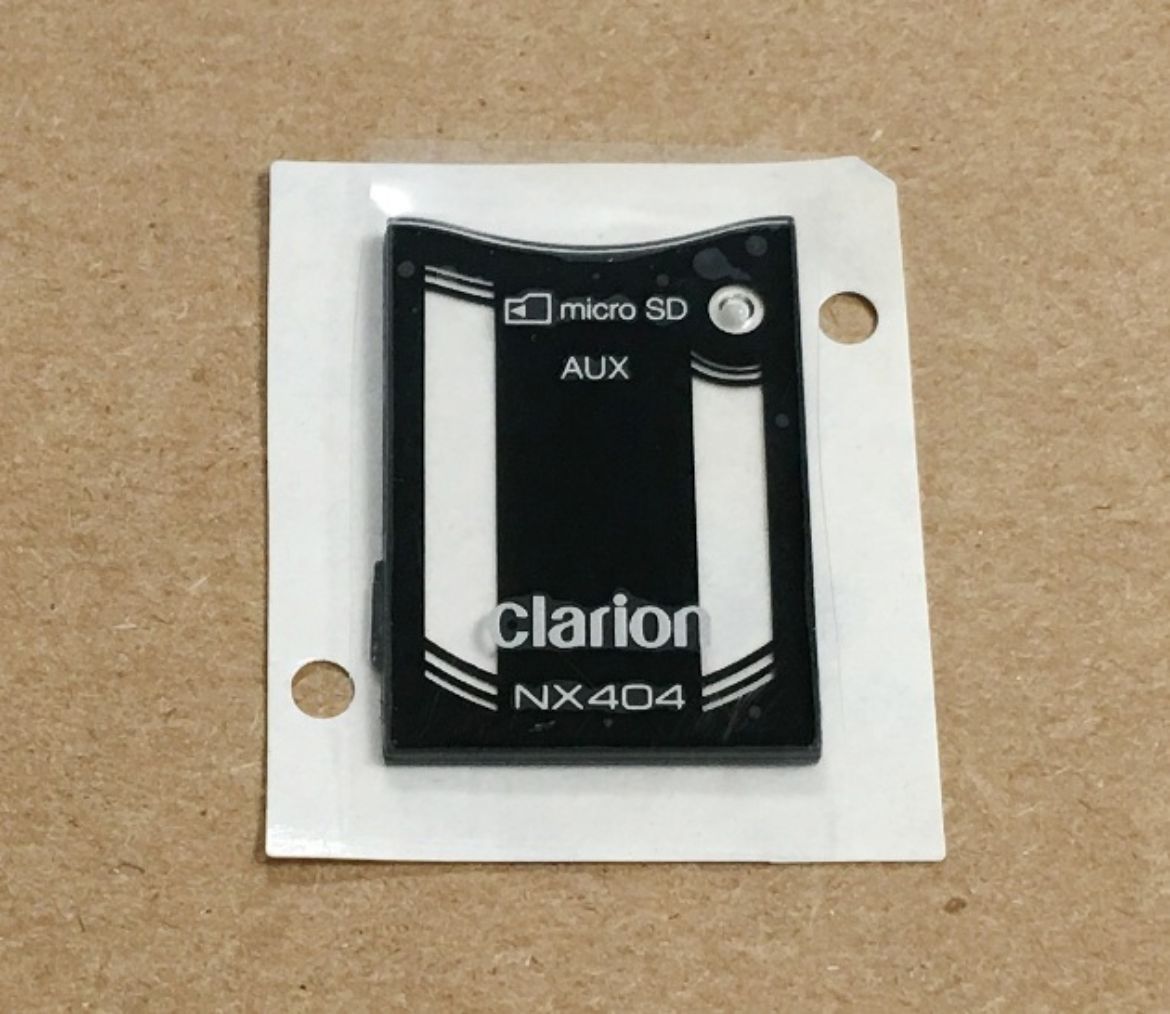 micro SD
AUX
clarion
NX404